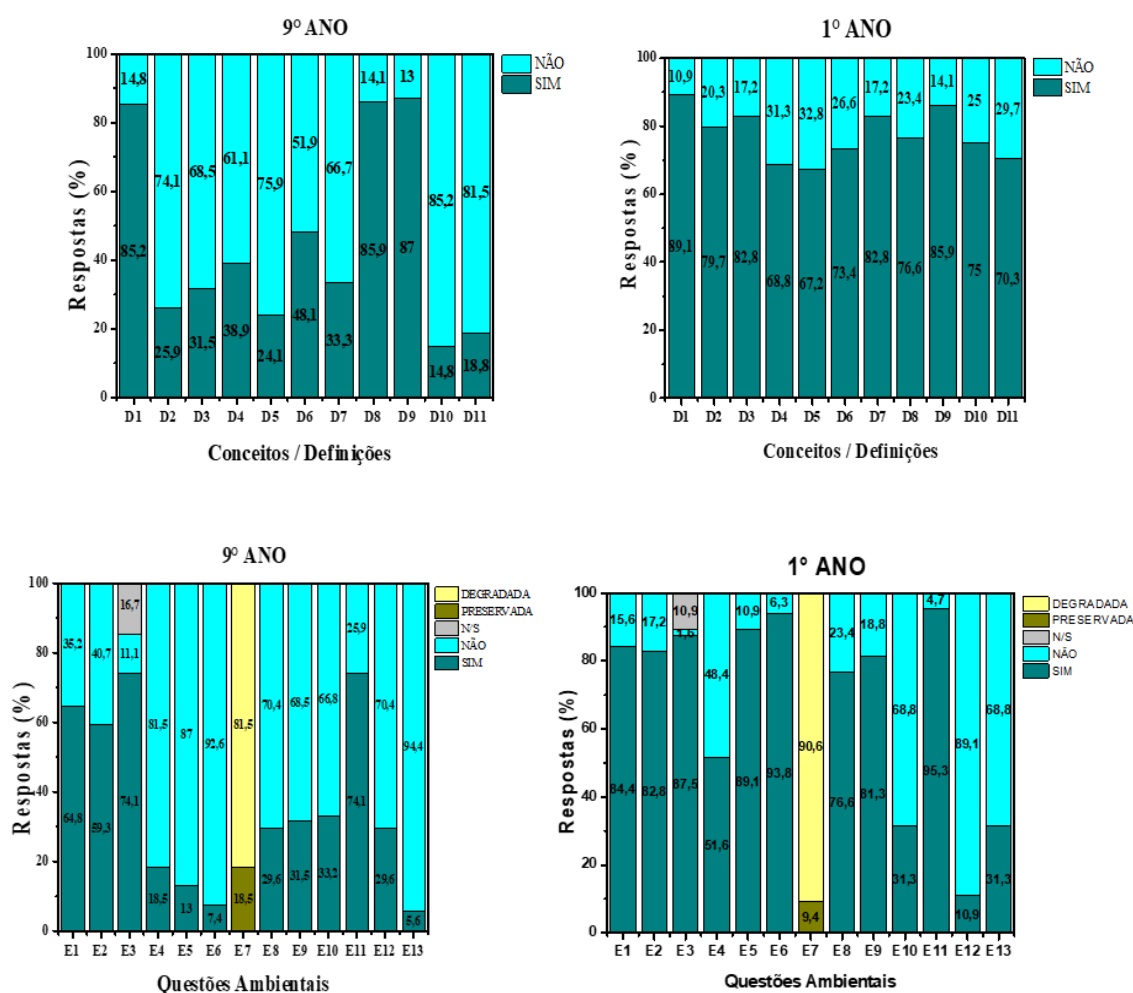 9° ANO
NÃO
SIM
Respostas (%)
100
80
60
40
20
0
14,8 74,1 68,5 61,1 75,9 51,9 66,7 14,1 13 85,2 81,5
85,2 25,9 31,5 38,9 24,1 48,1 33,3 85,9 87 14,8 18,8
D1 D2 D3 D4 D5 D6 D7 D8 D9 D10 D11
Conceitos / Definições
1° ANO
NÃO
SIM
Respostas (%)
100
80
60
40
20
0
10,9 20,3 17,2 31,3 32,8 26,6 17,2 23,4 14,1 25 29,7
89,1 79,7 82,8 68,8 67,2 73,4 82,8 76,6 85,9 75 70,3
D1 D2 D3 D4 D5 D6 D7 D8 D9 D10 D11
Conceitos / Definições
9° ANO
DEGRADADA
PRESERVADA
N/S
NÃO
SIM
Respostas (%)
100
80
60
40
20
0
16,7
35,2 40,7 11,1 81,5 87 92,6 81,5 70,4 68,5 66,8 25,9 70,4 94,4
64,8 59,3 74,1 18,5 13 7,4 18,5 29,6 31,5 33,2 74,1 29,6 5,6
E1 E2 E3 E4 E5 E6 E7 E8 E9 E10 E11 E12 E13
Questões Ambientais
1° ANO
DEGRADADA
PRESERVADA
N/S
NÃO
SIM
Respostas (%)
100
80
60
40
20
0
10,9
15,6 17,2 1,6 48,4 10,9 6,3 90,6 23,4 18,8 68,8 4,7 89,1 68,8
84,4 82,8 87,5 51,6 89,1 93,8 9,4 76,6 81,3 31,3 95,3 10,9 31,3
E1 E2 E3 E4 E5 E6 E7 E8 E9 E10 E11 E12 E13
Questões Ambientais